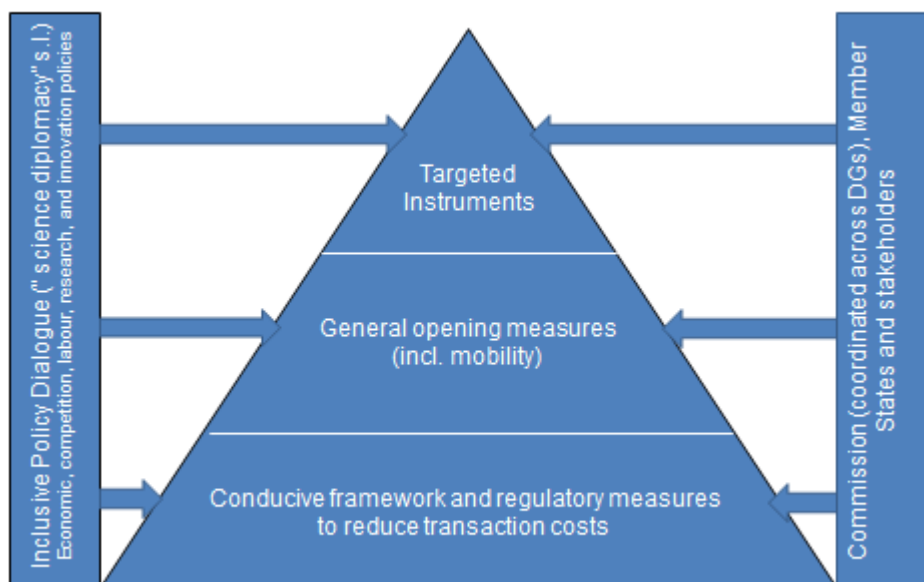 Inclusive Policy Dialogue (" science diplomacy" s.l.)
Economic, competition, labour, research, and innovation policies
Targeted
Instruments
General opening measures
(incl. mobility)
Conducive framework and regulatory measures
to reduce transaction costs
Commission (coordinated across DGs), Member
States and stakeholders